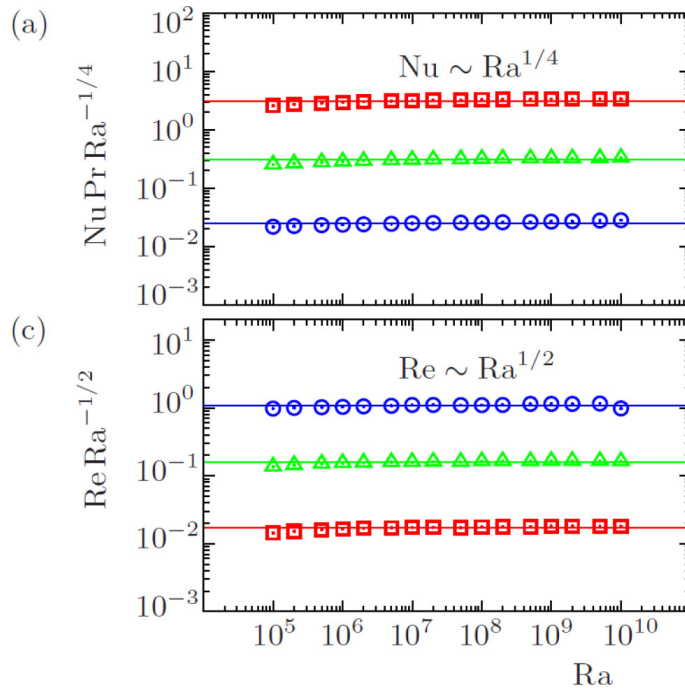 (a)
Nu Pr Ra^{-1/4}
10^2
10^1
10^0
10^{-1}
10^{-2}
10^{-3}
Nu ∼ Ra^{1/4}
(c)
Re Ra^{-1/2}
10^1
10^0
10^{-1}
10^{-2}
10^{-3}
Re ∼ Ra^{1/2}
10^5 10^6 10^7 10^8 10^9 10^{10}
Ra